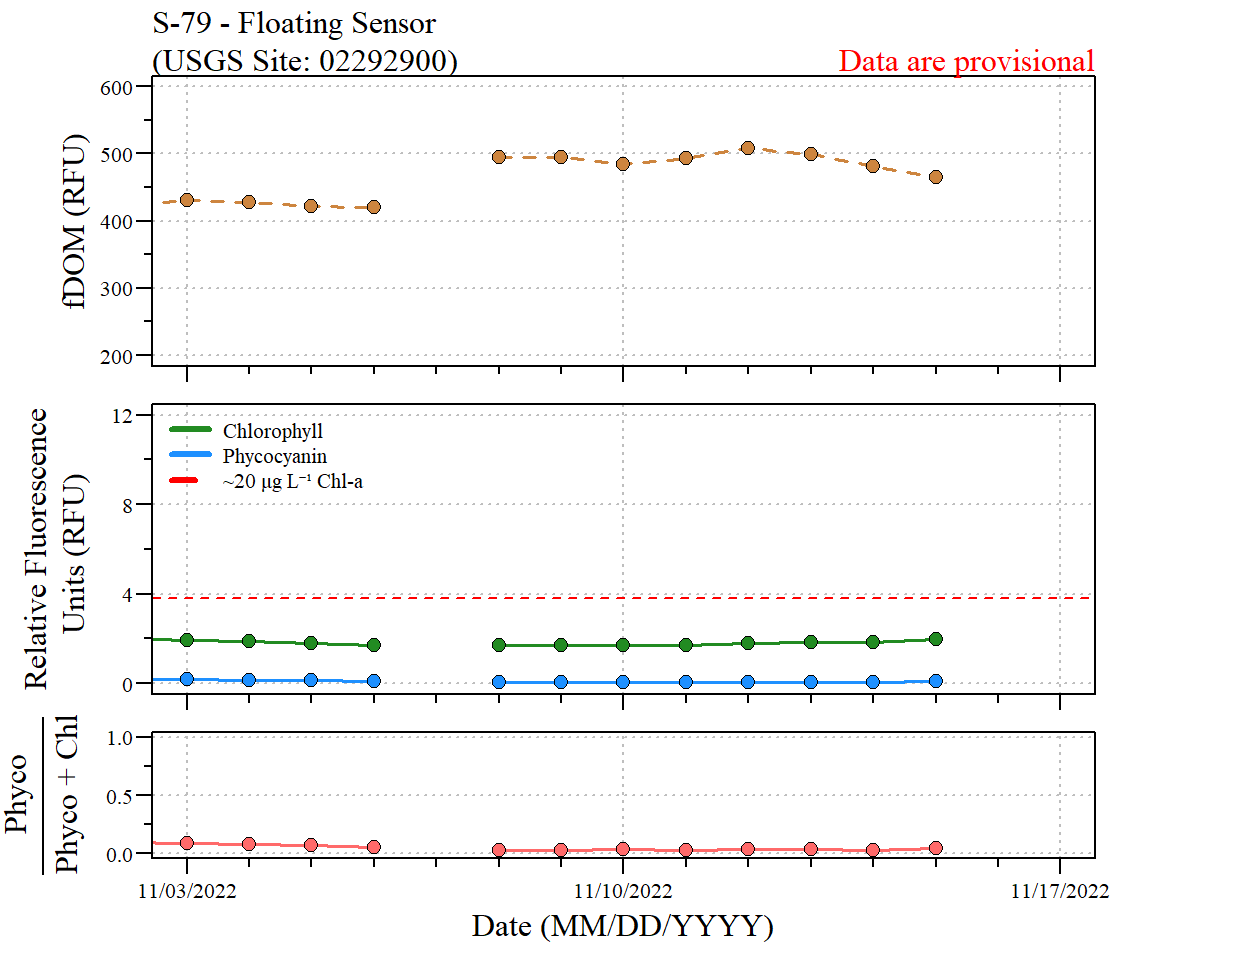 S-79 - Floating Sensor
(USGS Site: 02292900)
Data are provisional
600
500
400
300
200
fDOM (RFU)
12
8
4
0
Relative Fluorescence
Units (RFU)
Chlorophyll
Phycocyanin
~20 µg L⁻¹ Chl-a
1.0
0.5
0.0
Phyco
Phyco + Chl
11/03/2022
11/10/2022
11/17/2022
Date (MM/DD/YYYY)